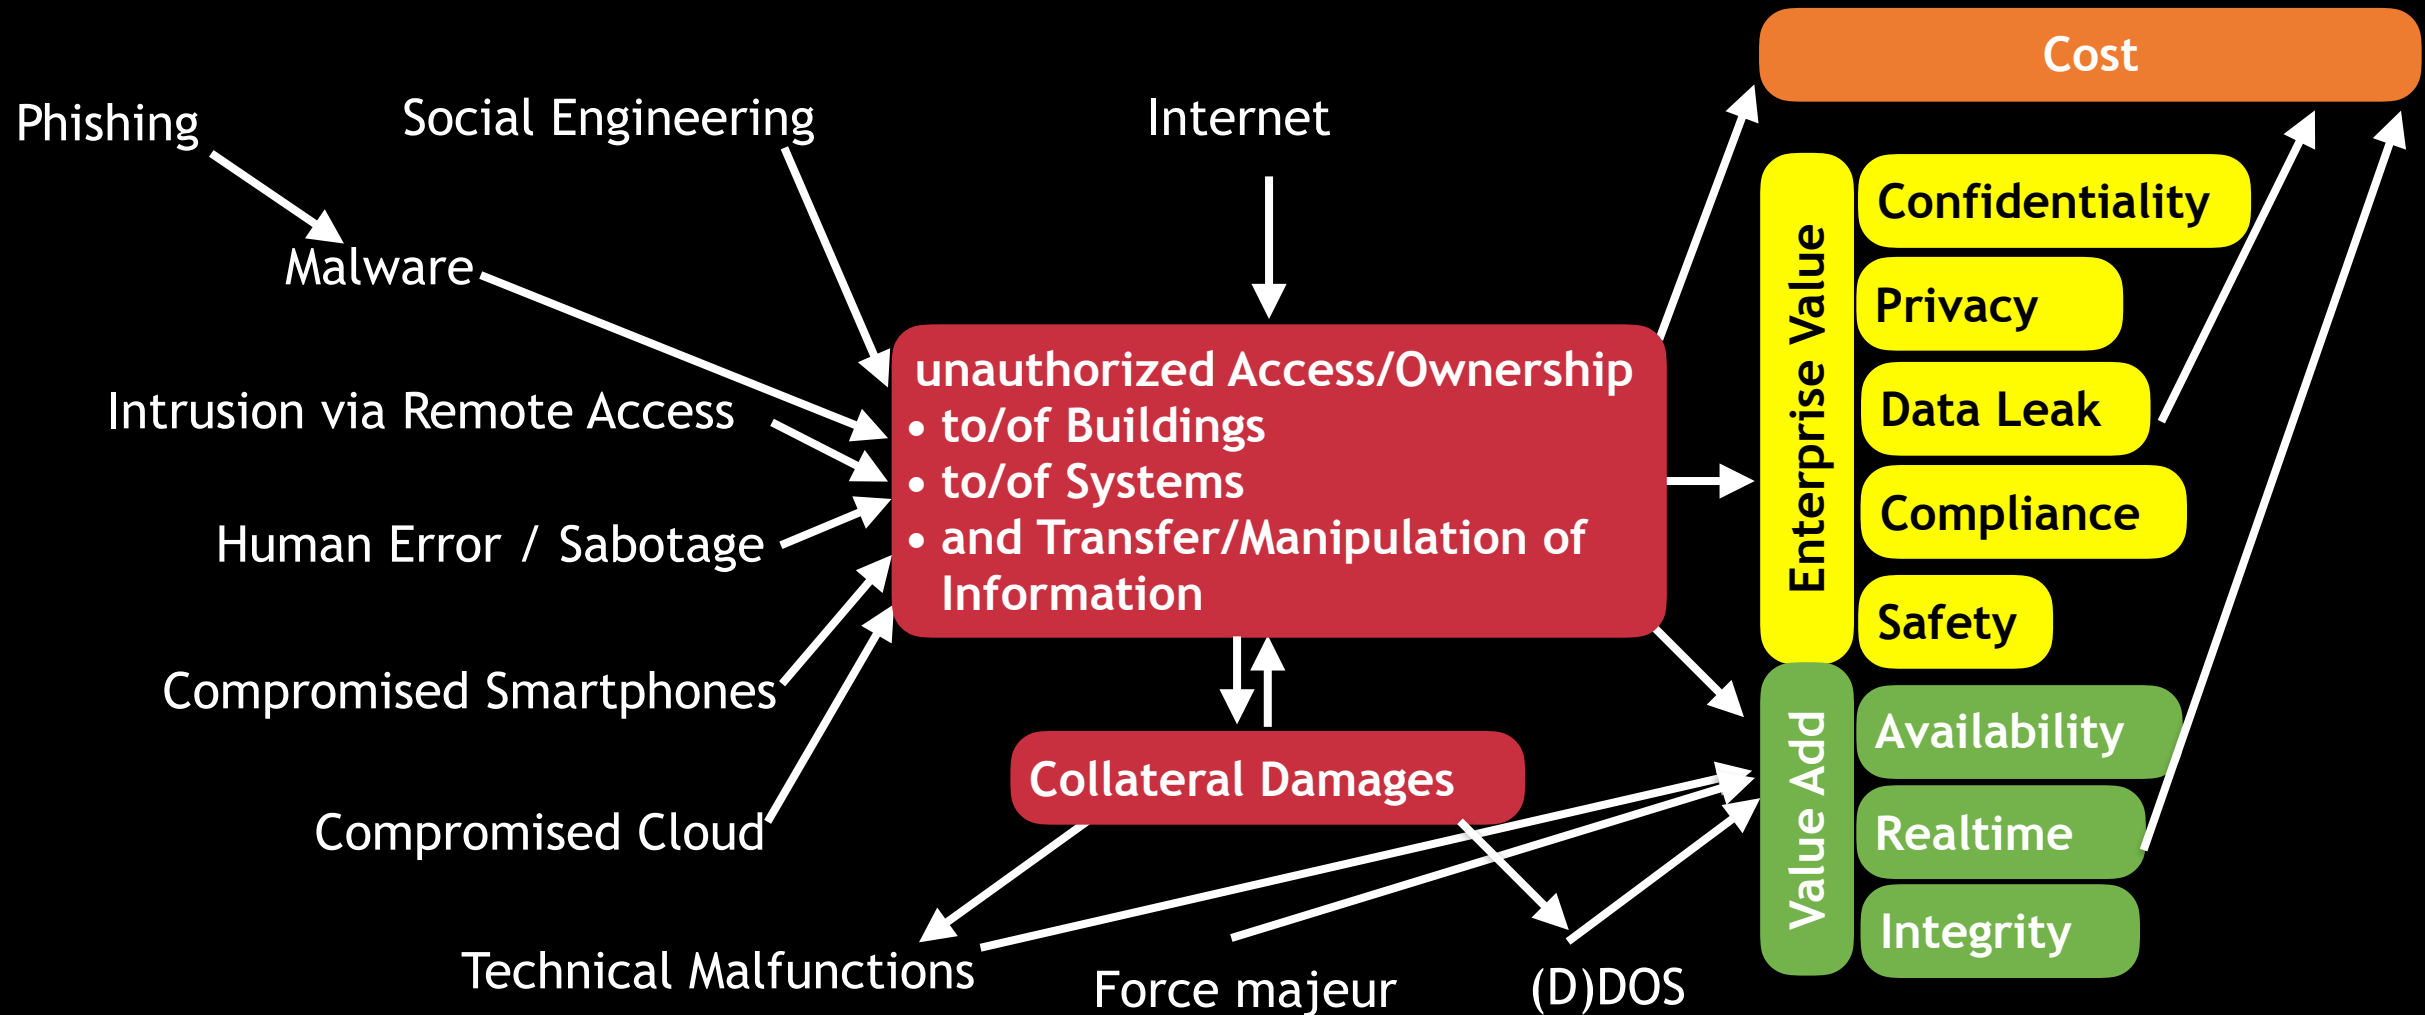 Cost
Phishing
Social Engineering
Internet
Malware
Intrusion via Remote Access
Human Error / Sabotage
Compromised Smartphones
Compromised Cloud
unauthorized Access/Ownership
• to/of Buildings
• to/of Systems
• and Transfer/Manipulation of
Information
Collateral Damages
Technical Malfunctions
Force majeur
(D)DOS
Enterprise Value
Confidentiality
Privacy
Data Leak
Compliance
Safety
Value Add
Availability
Realtime
Integrity